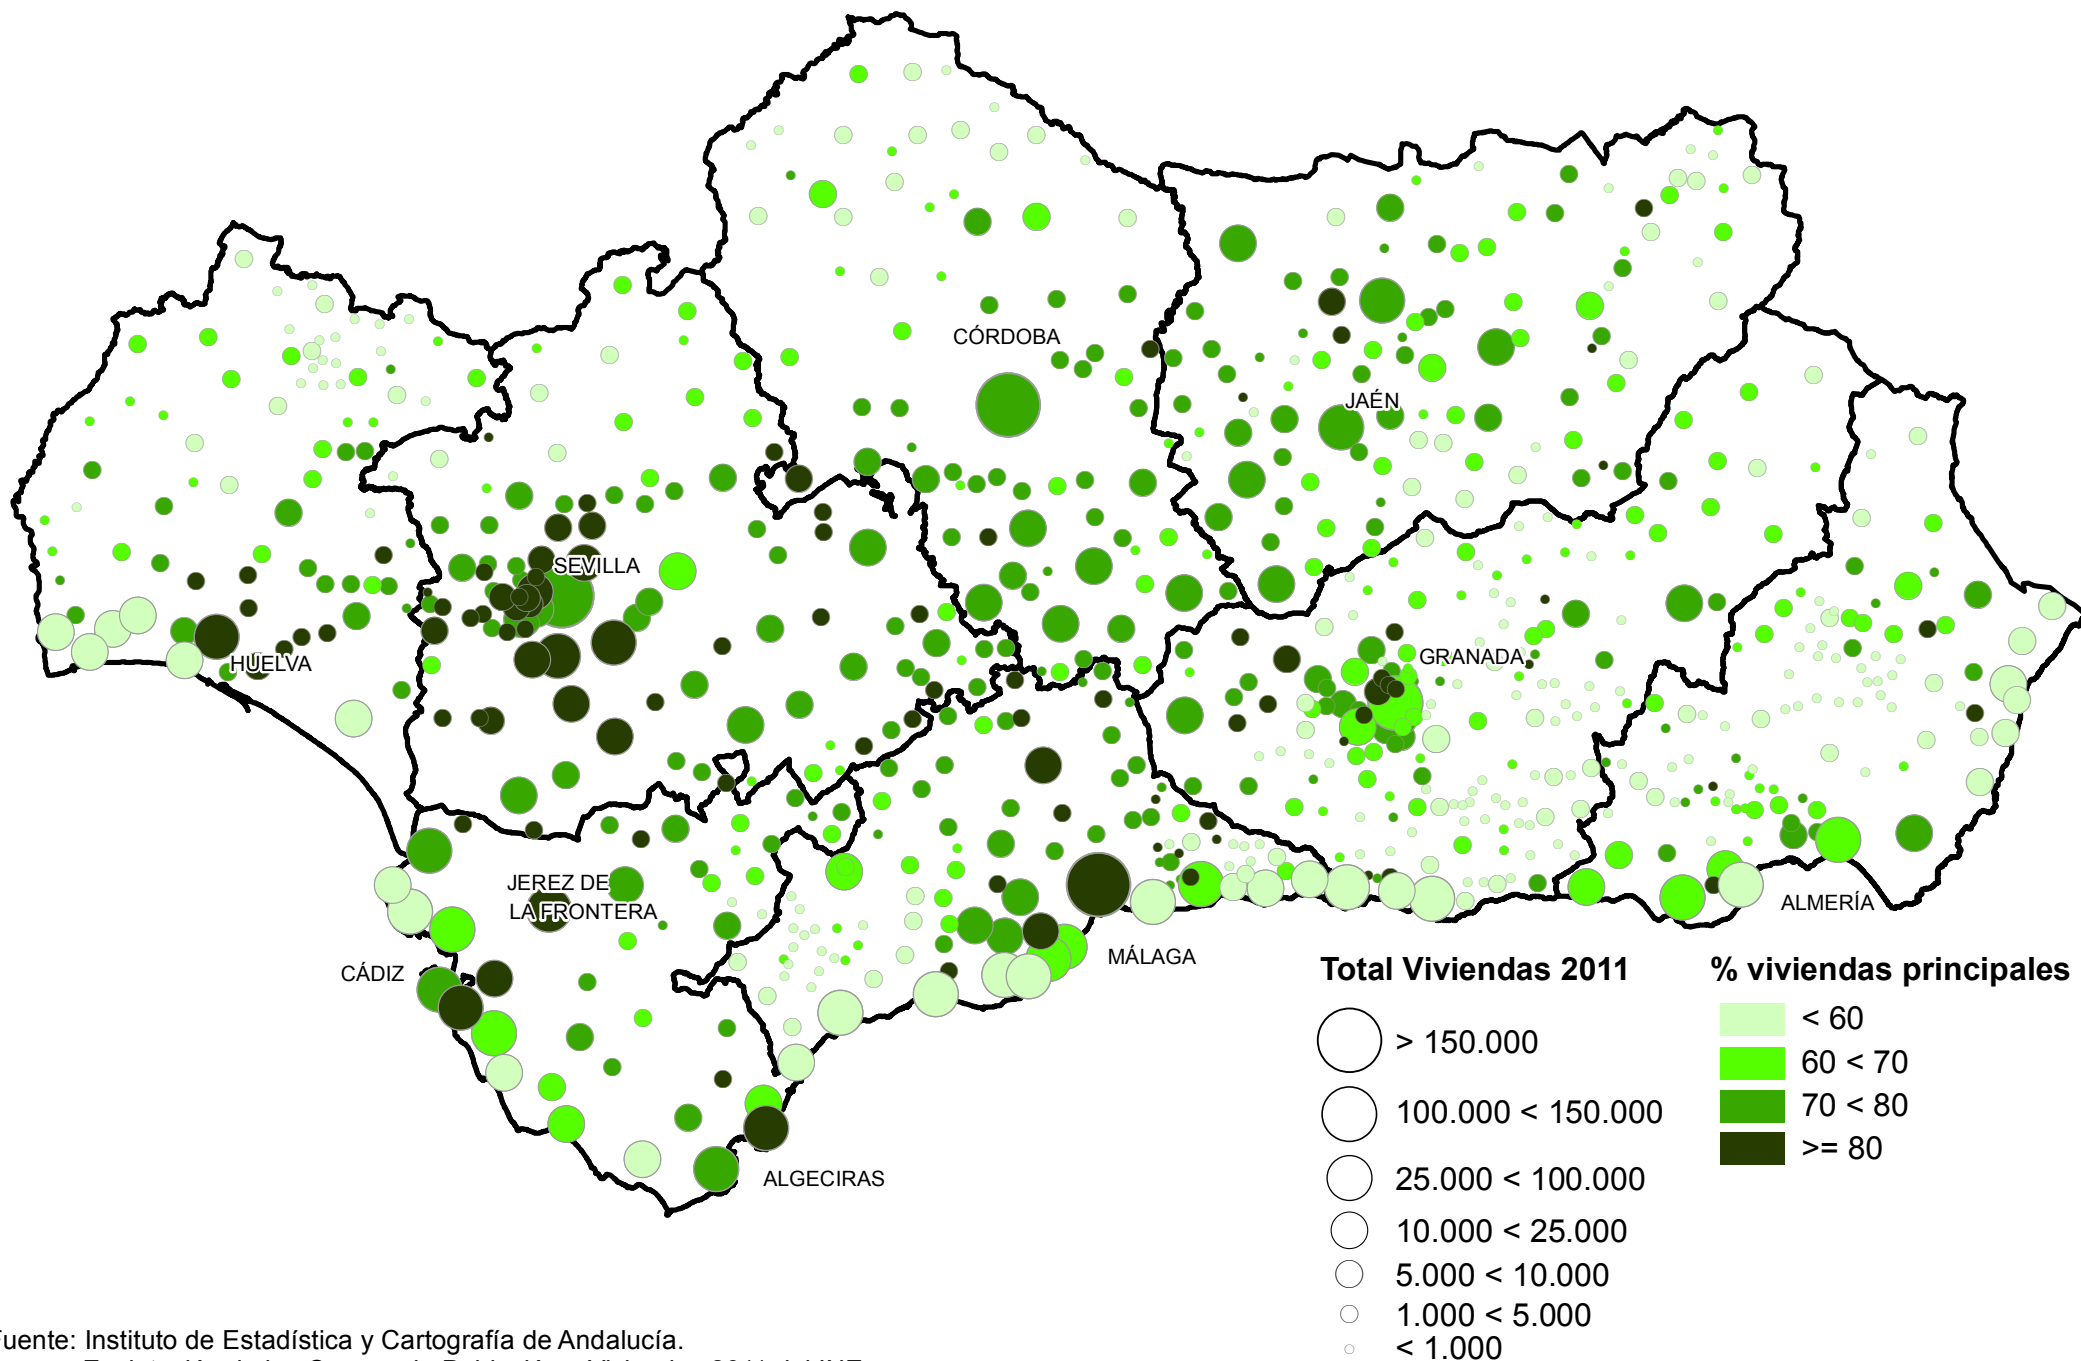 CÓRDOBA
JAÉN
SEVILLA
HUELVA
GRANADA
JEREZ DE
LA FRONTERA
CÁDIZ
MÁLAGA
ALMERÍA
ALGECIRAS
Total Viviendas 2011
> 150.000
100.000 < 150.000
25.000 < 100.000
10.000 < 25.000
5.000 < 10.000
1.000 < 5.000
< 1.000
% viviendas principales
< 60
60 < 70
70 < 80
>= 80
Fuente: Instituto de Estadística y Cartografía de Andalucía.